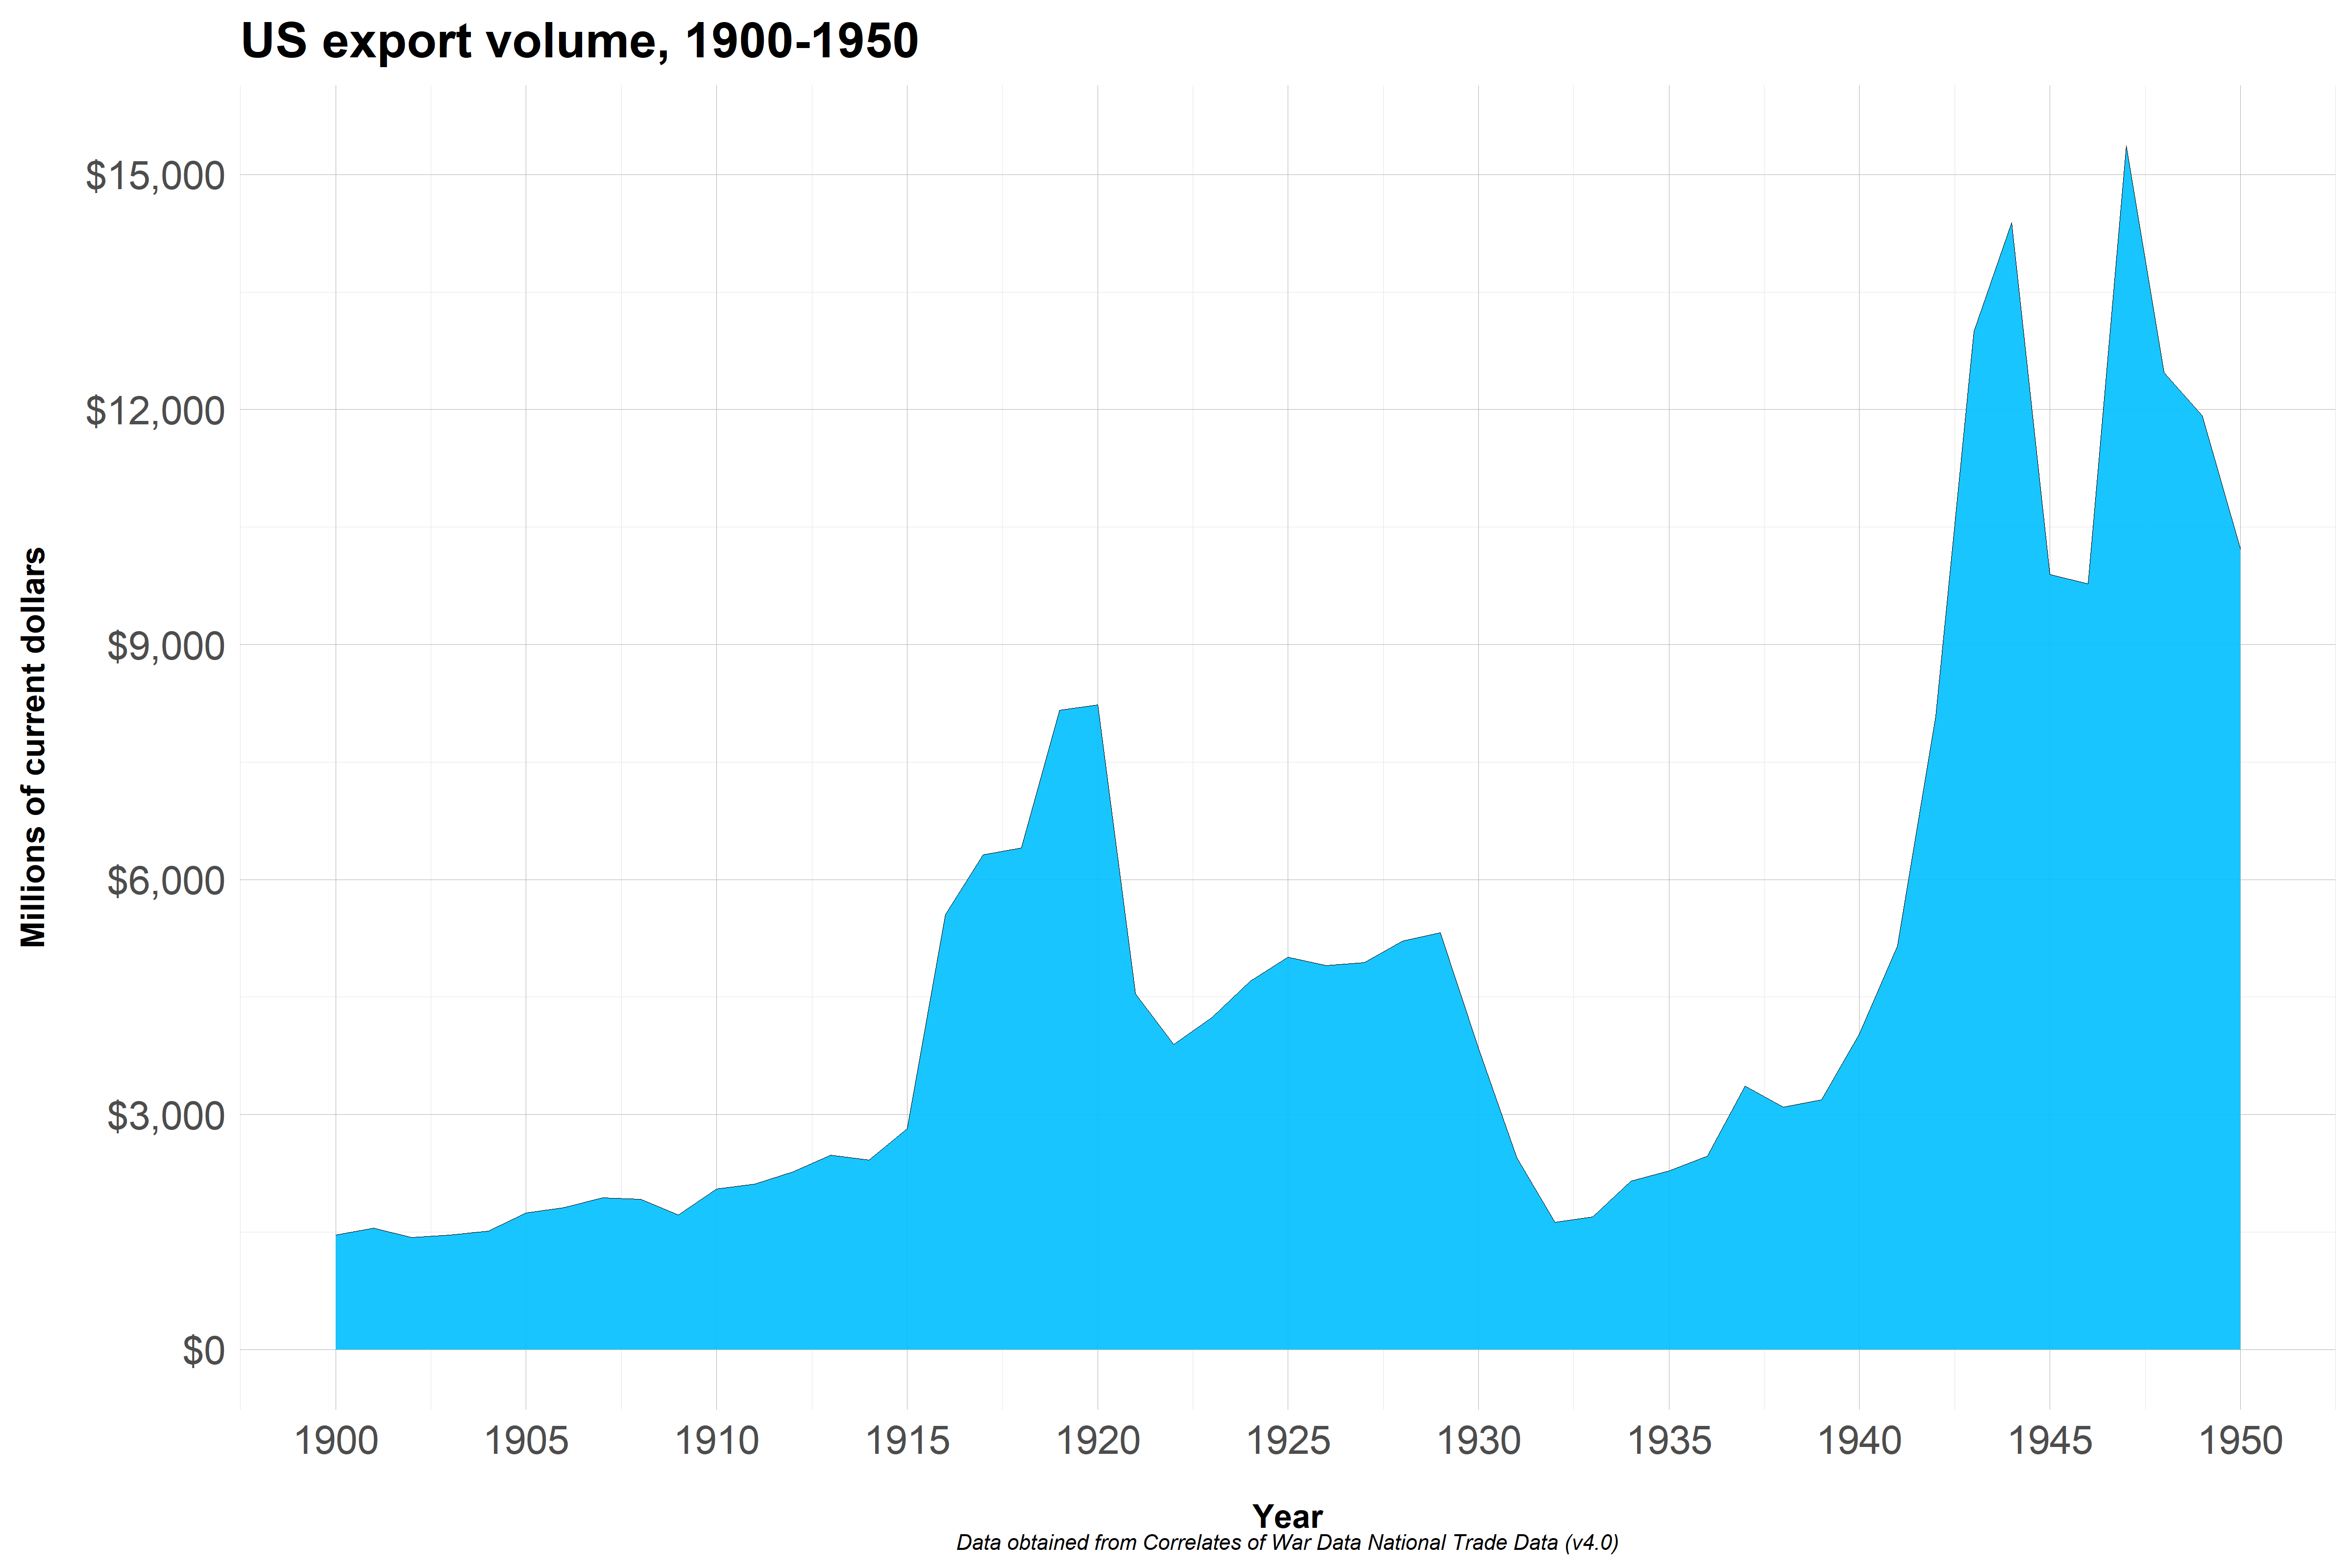 US export volume, 1900-1950
$15,000
$12,000
$9,000
$6,000
$3,000
$0
Millions of current dollars
1900 1905 1910 1915 1920 1925 1930 1935 1940 1945 1950
Year
Data obtained from Correlates of War Data National Trade Data (v4.0)